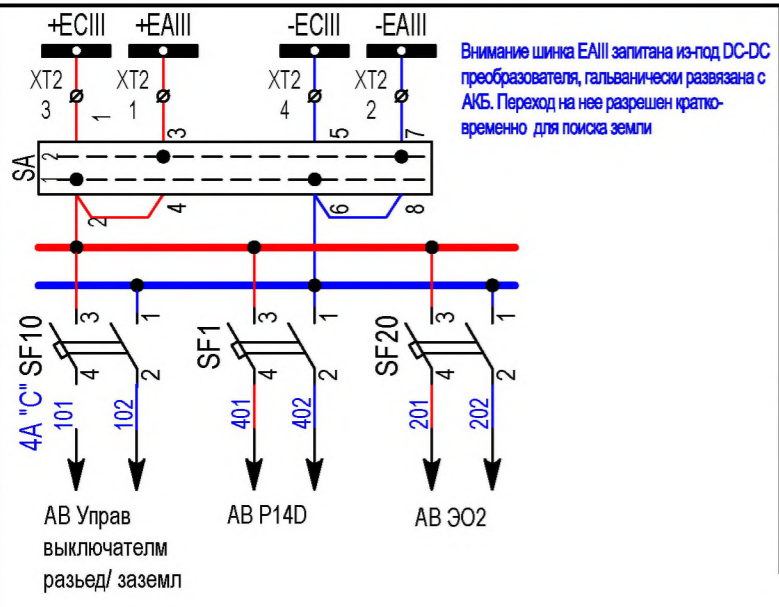 +ECIII +EAIII -ECIII -EAIII
Внимание шинка EAIII запитана из-под DC-DC
преобразователя, гальванически развязана с
АКБ. Переход на нее разрешен кратко-
временно для поиска земли
XT2 XT2 XT2 XT2
3 1 4 2
1 3 5 7
SA
2
1
2 4 6 8
SF10 3 1 SF1 3 1 SF20 3 1
4 2 4 2 4 2
4A "C" 101 102 401 402 201 202
АВ Управ
выключателм
разьед/ заземл
АВ P14D
АВ ЭО2